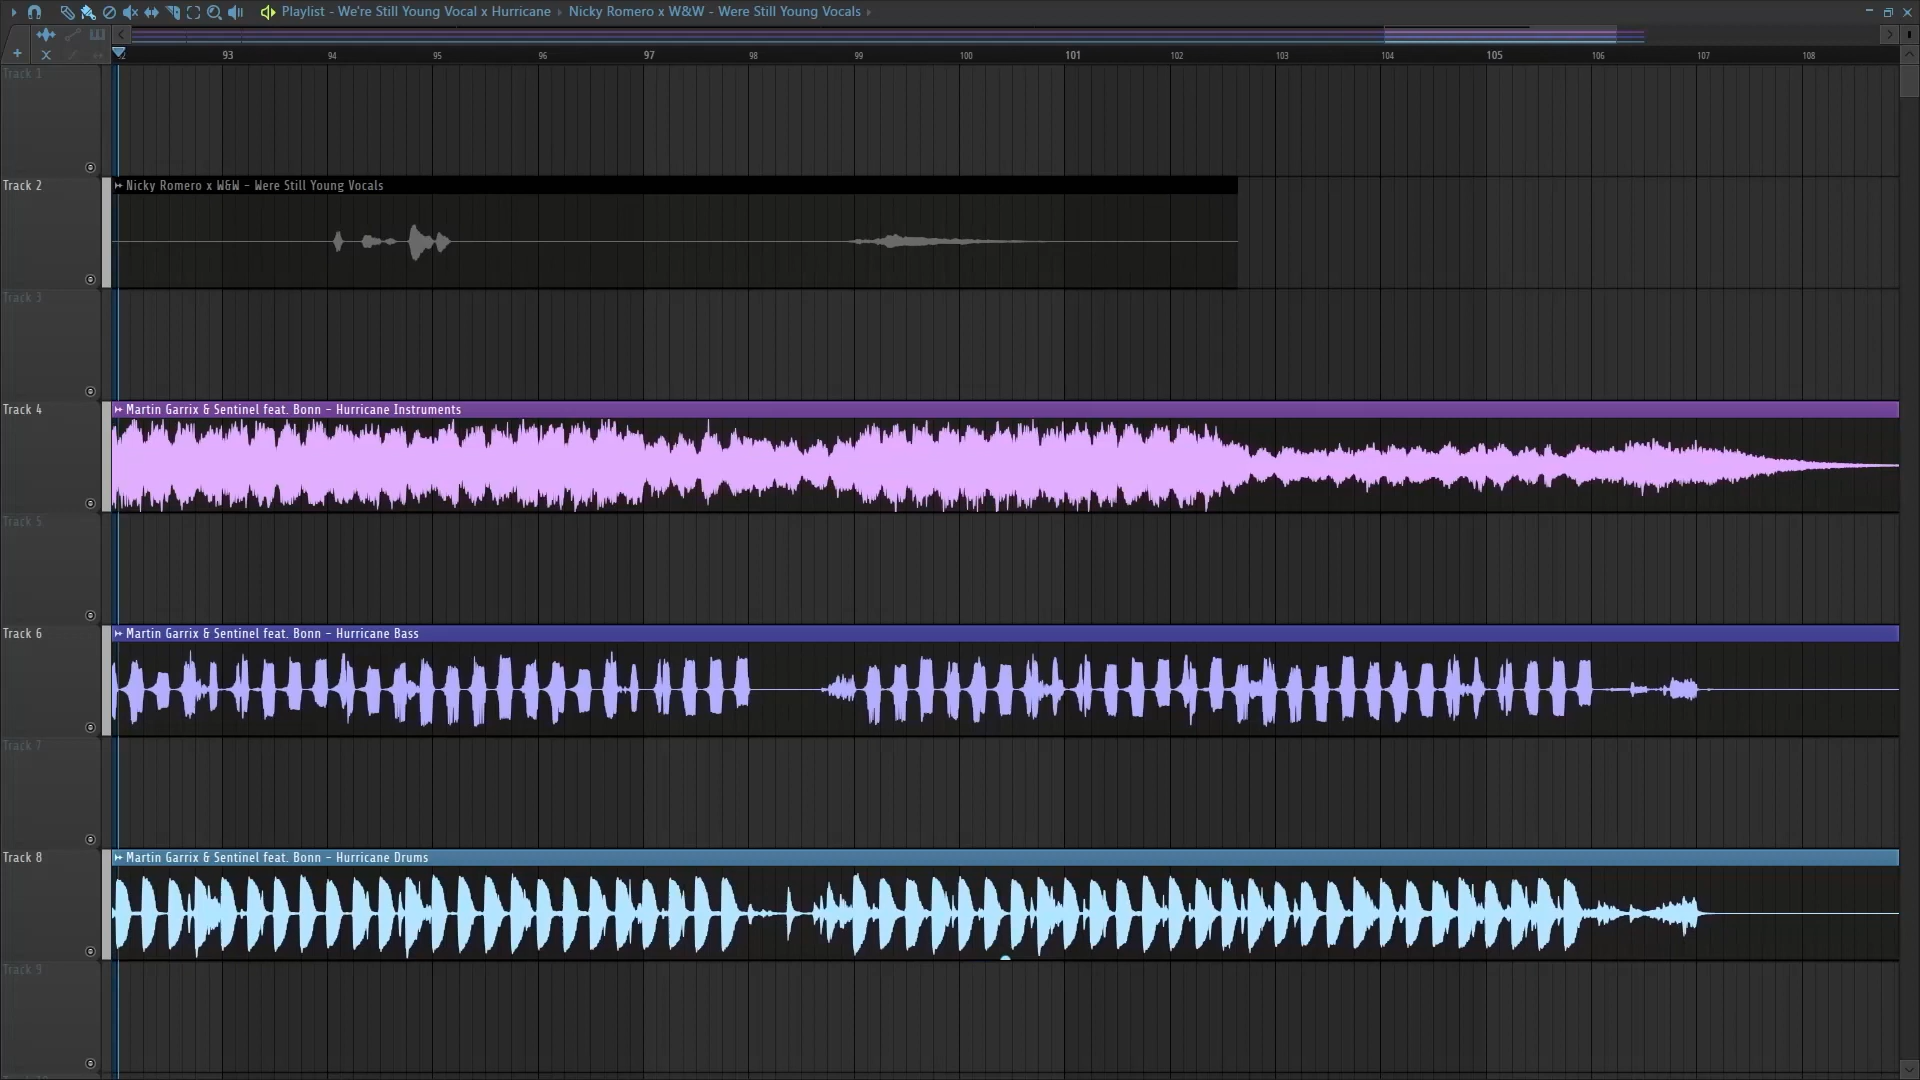 Playlist - We're Still Young Vocal x Hurricane › Nicky Romero x W&W - Were Still Young Vocals
93 94 95 96 97 98 99 100 101 102 103 104 105 106 107 108
Track 1
Track 2
Nicky Romero x W&W - Were Still Young Vocals
Track 3
Track 4
Martin Garrix & Sentinel feat. Bonn - Hurricane Instruments
Track 5
Track 6
Martin Garrix & Sentinel feat. Bonn - Hurricane Bass
Track 7
Track 8
Martin Garrix & Sentinel feat. Bonn - Hurricane Drums
Track 9